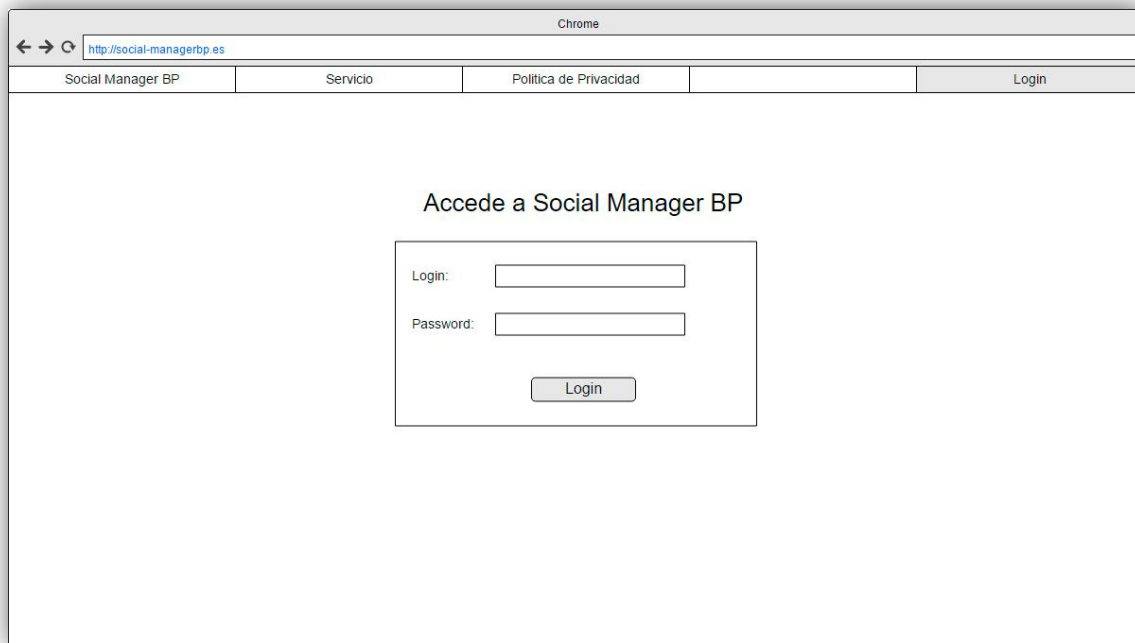 Chrome
http://social-managerbp.es
Social Manager BP Servicio Politica de Privacidad Login
Accede a Social Manager BP
Login:
Password:
Login